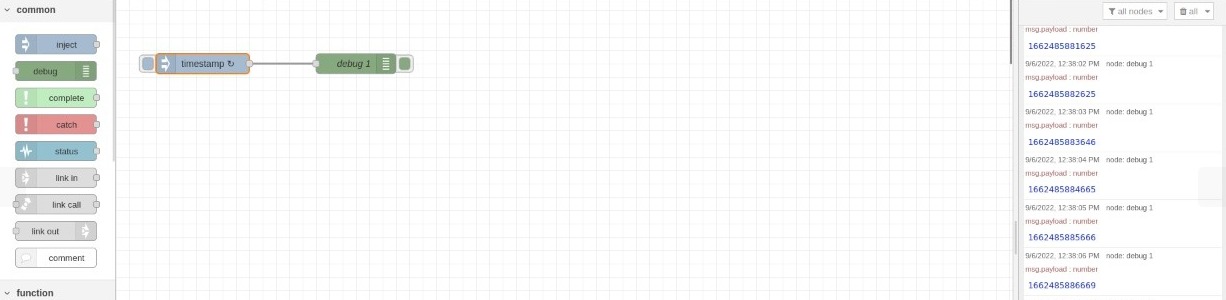 common
inject
debug
complete
catch
status
link in
link call
link out
comment
function
timestamp ↻
debug 1
all nodes
all
msg.payload : number
1662485881625
9/6/2022, 12:38:02 PM node: debug 1
msg.payload : number
1662485882625
9/6/2022, 12:38:03 PM node: debug 1
msg.payload : number
1662485883646
9/6/2022, 12:38:04 PM node: debug 1
msg.payload : number
1662485884665
9/6/2022, 12:38:05 PM node: debug 1
msg.payload : number
1662485885666
9/6/2022, 12:38:06 PM node: debug 1
msg.payload : number
1662485886669